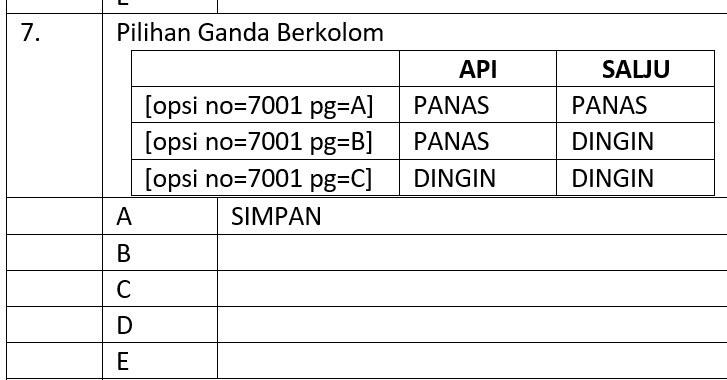 E
7. Pilihan Ganda Berkolom
API SALJU
[opsi no=7001 pg=A] PANAS PANAS
[opsi no=7001 pg=B] PANAS DINGIN
[opsi no=7001 pg=C] DINGIN DINGIN
A SIMPAN
B
C
D
E